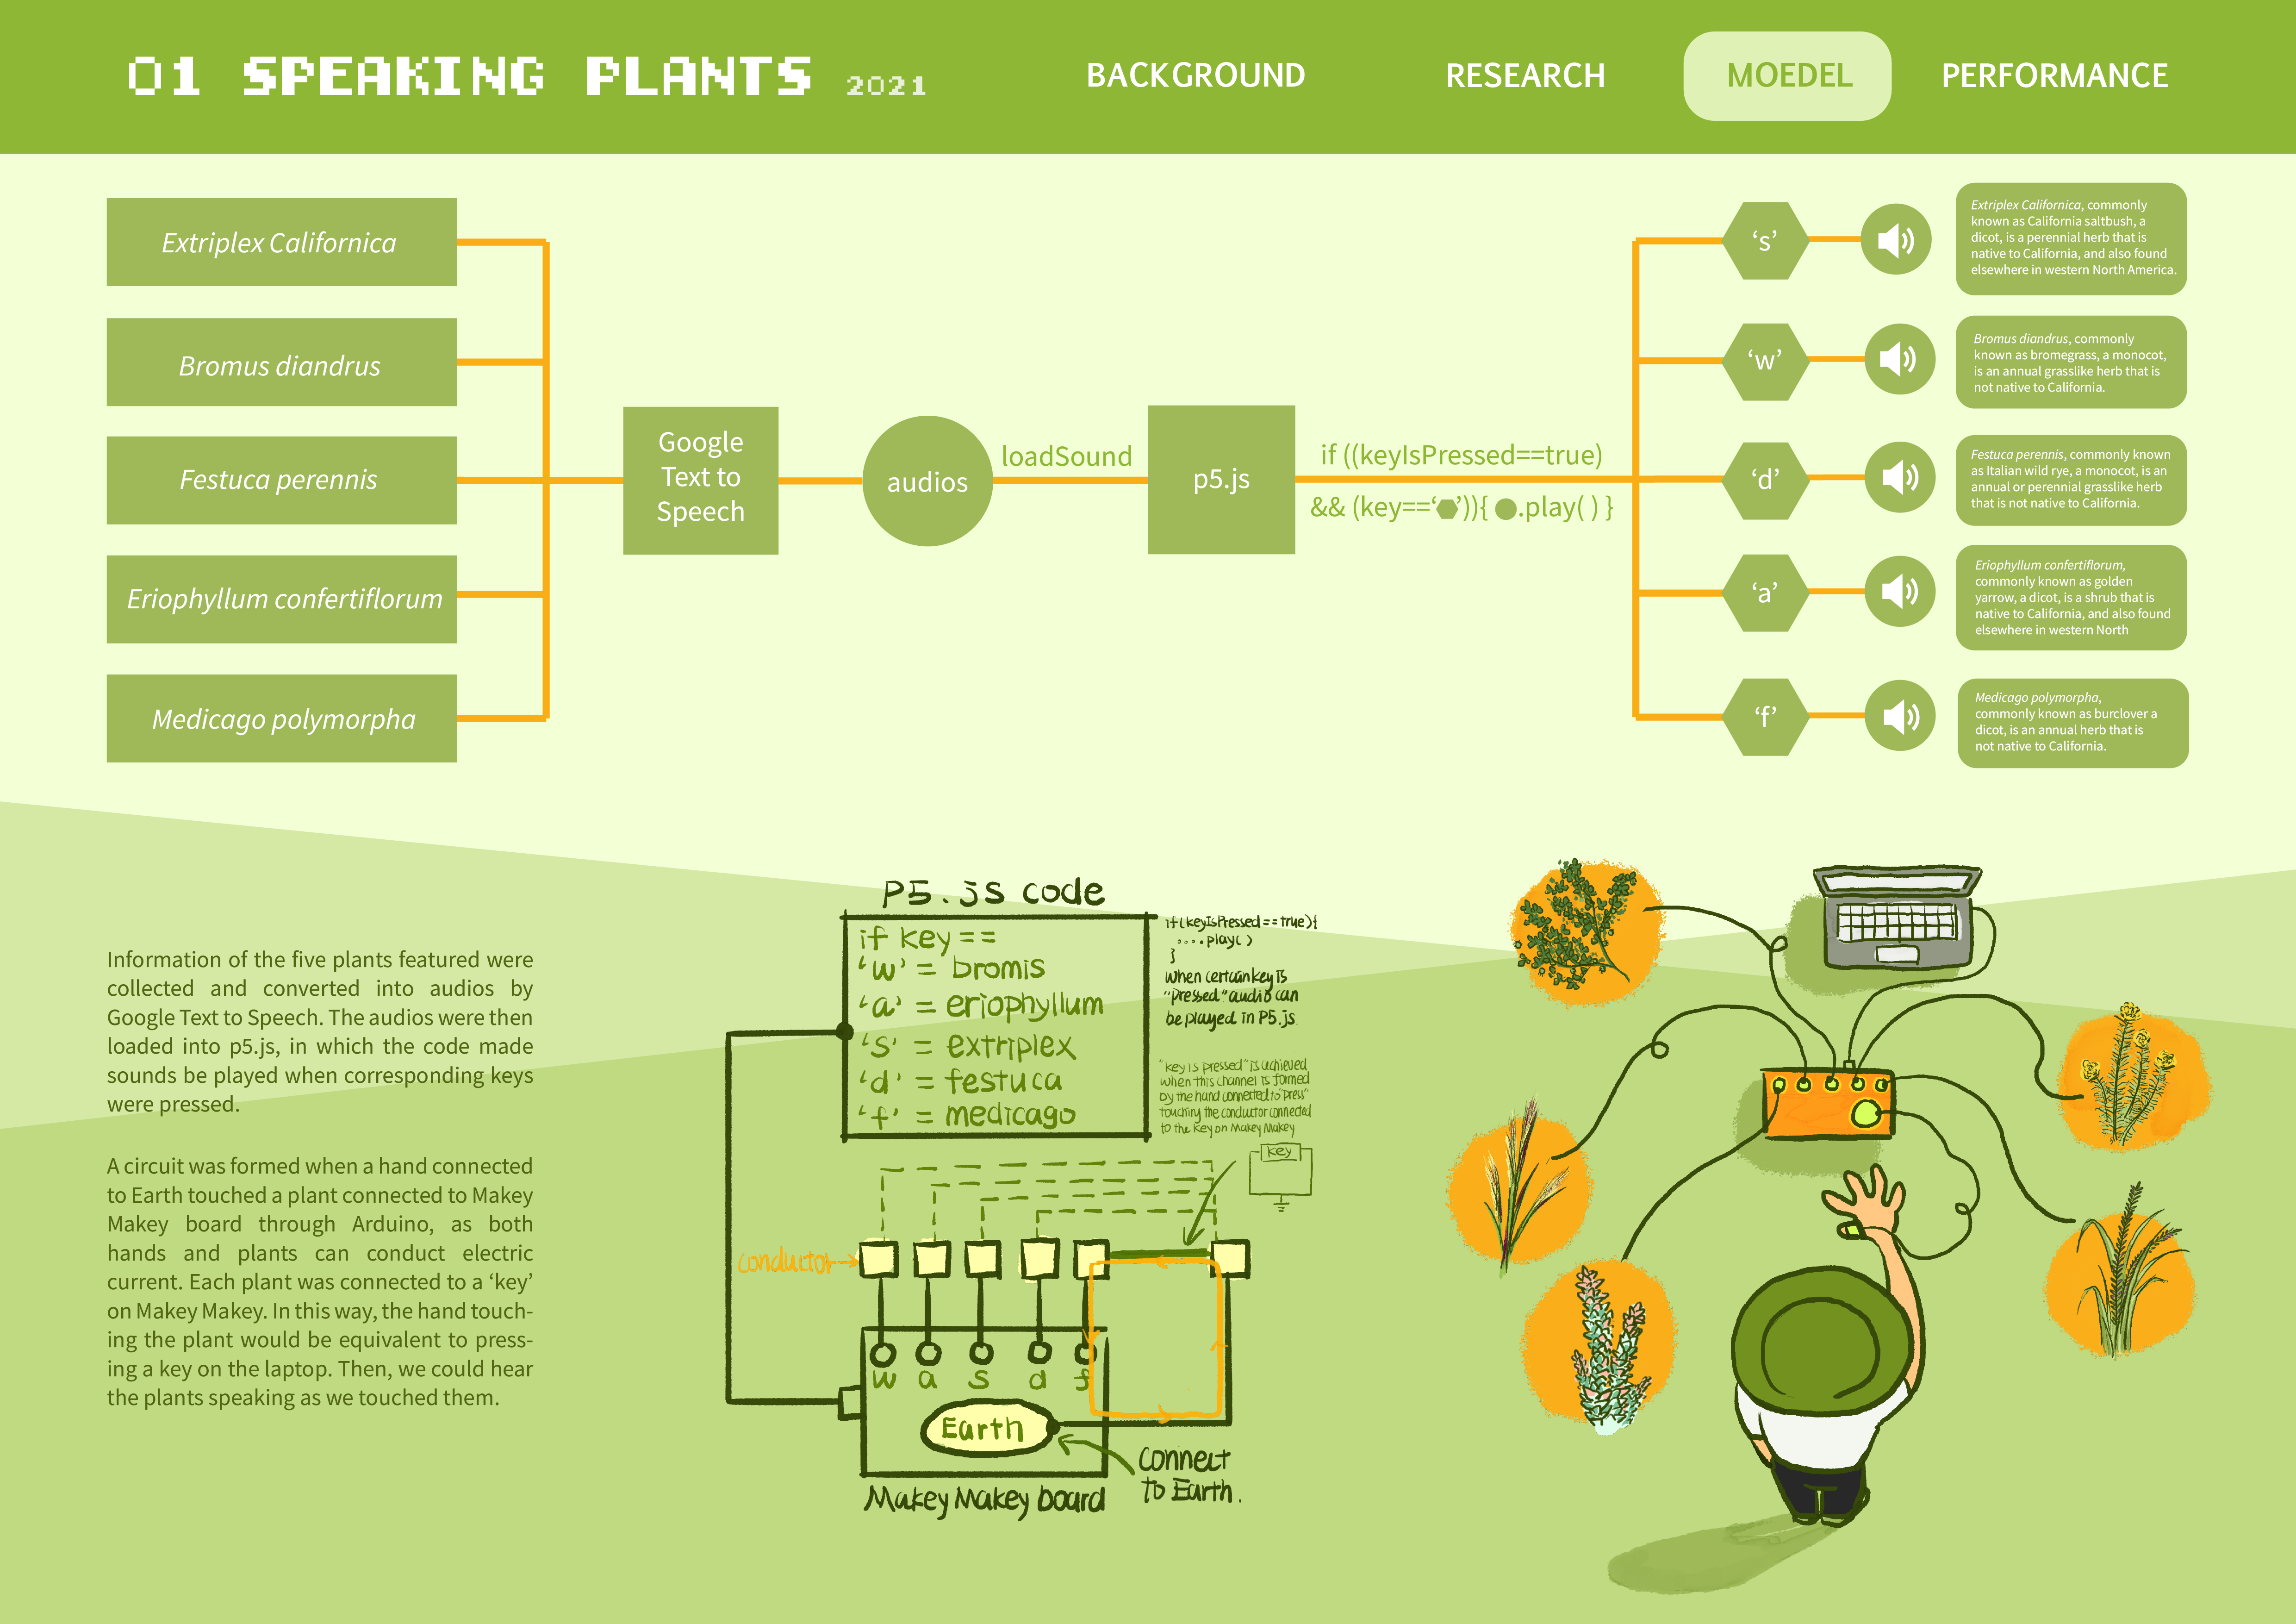 01 SPEAKING PLANTS 2021
BACKGROUND
RESEARCH
MOEDEL
PERFORMANCE
Extriplex Californica
Bromus diandrus
Festuca perennis
Eriophyllum confertiflorum
Medicago polymorpha
Google
Text to
Speech
audios
loadSound
p5.js
if ((keyIsPressed==true)
&& (key==‘⬢’)){ ●.play( ) }
‘s’
Extriplex Californica, commonly
known as California saltbush, a
dicot, is a perennial herb that is
native to California, and also found
elsewhere in western North America.
‘w’
Bromus diandrus, commonly
known as bromegrass, a monocot,
is an annual grasslike herb that is
not native to California.
‘d’
Festuca perennis, commonly known
as Italian wild rye, a monocot, is an
annual or perennial grasslike herb
that is not native to California.
‘a’
Eriophyllum confertiflorum,
commonly known as golden
yarrow, a dicot, is a shrub that is
native to California, and also found
elsewhere in western North
‘f’
Medicago polymorpha,
commonly known as burclover a
dicot, is an annual herb that is
not native to California.
Information of the five plants featured were
collected and converted into audios by
Google Text to Speech. The audios were then
loaded into p5.js, in which the code made
sounds be played when corresponding keys
were pressed.
A circuit was formed when a hand connected
to Earth touched a plant connected to Makey
Makey board through Arduino, as both
hands and plants can conduct electric
current. Each plant was connected to a ‘key’
on Makey Makey. In this way, the hand touch-
ing the plant would be equivalent to press-
ing a key on the laptop. Then, we could hear
the plants speaking as we touched them.
P5.js code
if key ==
‘w’ = bromis
‘a’ = eriophyllum
‘s’ = extriplex
‘d’ = festuca
‘f’ = medicago
if(keyIsPressed==true){
....play()
}
when certain key is
"pressed" audio can
be played in P5.js.
"key is pressed" is achieved
when this channel is formed
by the hand connected to "press"
touching the conductor connected
to the key on Makey Makey
key
conductor
w a s d f
Earth
Connect
to Earth.
Makey Makey board